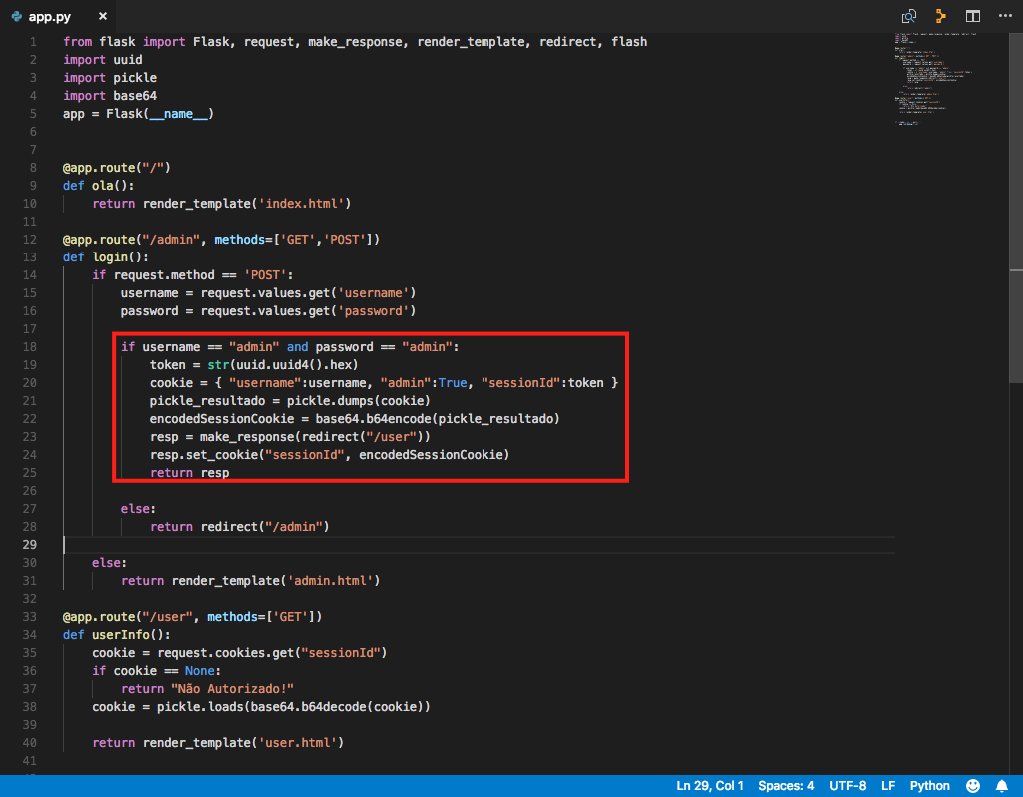 app.py
1 from flask import Flask, request, make_response, render_template, redirect, flash
2 import uuid
3 import pickle
4 import base64
5 app = Flask(__name__)
6
7
8 @app.route("/")
9 def ola():
10 return render_template('index.html')
11
12 @app.route("/admin", methods=['GET','POST'])
13 def login():
14 if request.method == 'POST':
15 username = request.values.get('username')
16 password = request.values.get('password')
17
18 if username == "admin" and password == "admin":
19 token = str(uuid.uuid4().hex)
20 cookie = { "username":username, "admin":True, "sessionId":token }
21 pickle_resultado = pickle.dumps(cookie)
22 encodedSessionCookie = base64.b64encode(pickle_resultado)
23 resp = make_response(redirect("/user"))
24 resp.set_cookie("sessionId", encodedSessionCookie)
25 return resp
26
27 else:
28 return redirect("/admin")
29
30 else:
31 return render_template('admin.html')
32
33 @app.route("/user", methods=['GET'])
34 def userInfo():
35 cookie = request.cookies.get("sessionId")
36 if cookie == None:
37 return "Não Autorizado!"
38 cookie = pickle.loads(base64.b64decode(cookie))
39
40 return render_template('user.html')
41
Ln 29, Col 1 Spaces: 4 UTF-8 LF Python